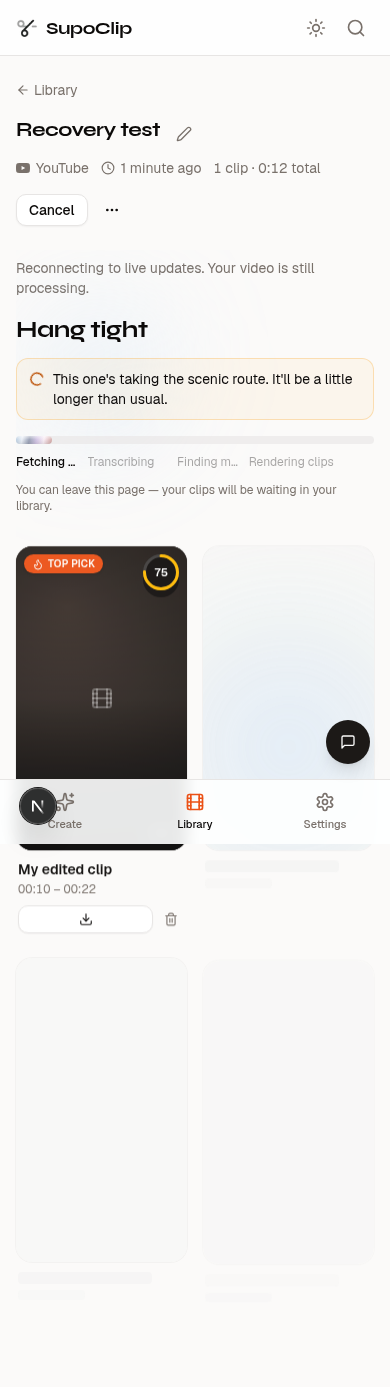 SupoClip
Library
Recovery test
YouTube 1 minute ago 1 clip · 0:12 total
Cancel
Reconnecting to live updates. Your video is still
processing.
Hang tight
This one's taking the scenic route. It'll be a little
longer than usual.
Fetching ... Transcribing Finding m... Rendering clips
You can leave this page — your clips will be waiting in your
library.
TOP PICK 75
N
Create Library Settings
My edited clip
00:10 – 00:22